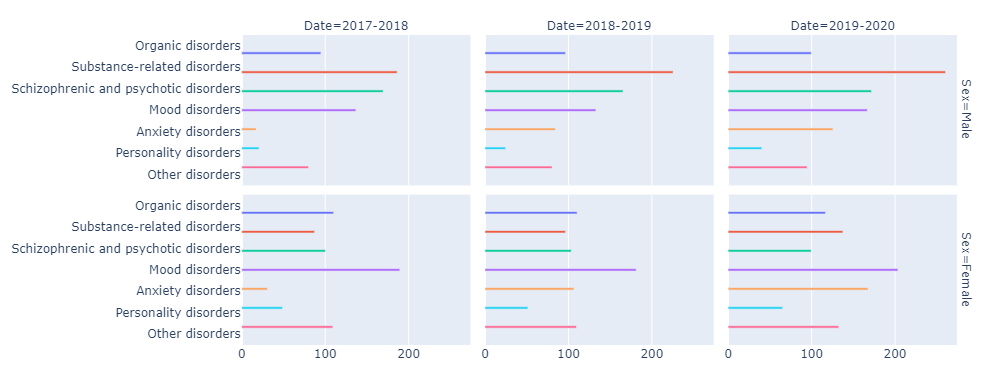 Date=2017-2018
Date=2018-2019
Date=2019-2020
Organic disorders
Substance-related disorders
Schizophrenic and psychotic disorders
Mood disorders
Anxiety disorders
Personality disorders
Other disorders
Sex=Male
Organic disorders
Substance-related disorders
Schizophrenic and psychotic disorders
Mood disorders
Anxiety disorders
Personality disorders
Other disorders
Sex=Female
0 100 200
0 100 200
0 100 200